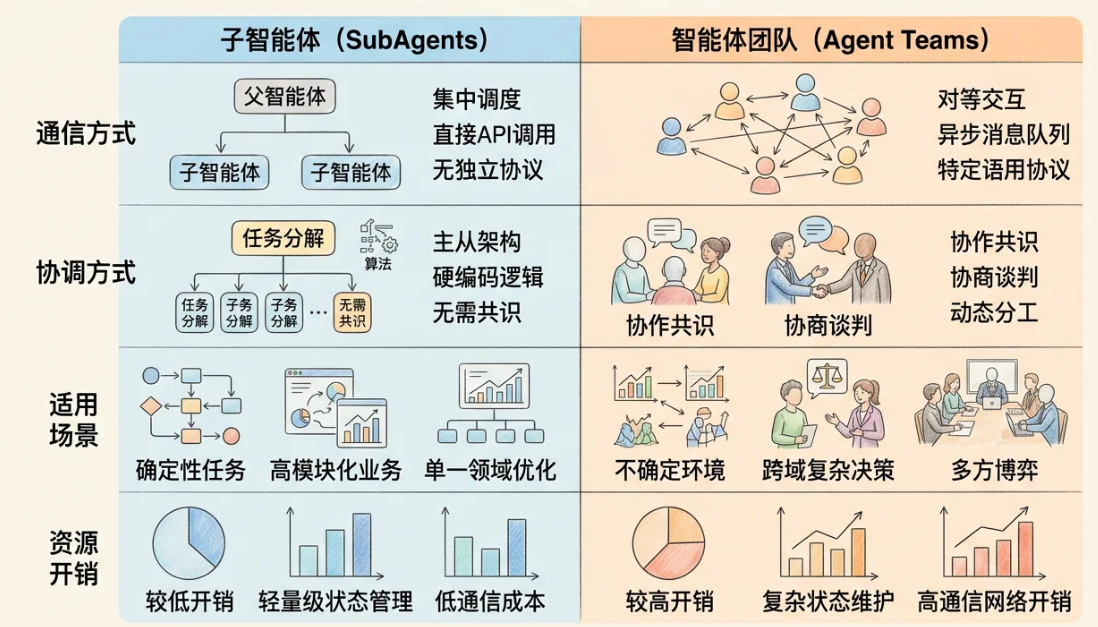 子智能体（SubAgents）
智能体团队（Agent Teams）
通信方式
父智能体
子智能体
子智能体
集中调度
直接API调用
无独立协议
对等交互
异步消息队列
特定语用协议
协调方式
任务分解
算法
任务
分解
子务
分解
子务
分解
...
无需
共识
主从架构
硬编码逻辑
无需共识
协作共识
协商谈判
协作共识
协商谈判
动态分工
适用
场景
确定性任务
高模块化业务
单一领域优化
不确定环境
跨域复杂决策
多方博弈
资源
开销
较低开销
轻量级状态管理
低通信成本
较高开销
复杂状态维护
高通信网络开销